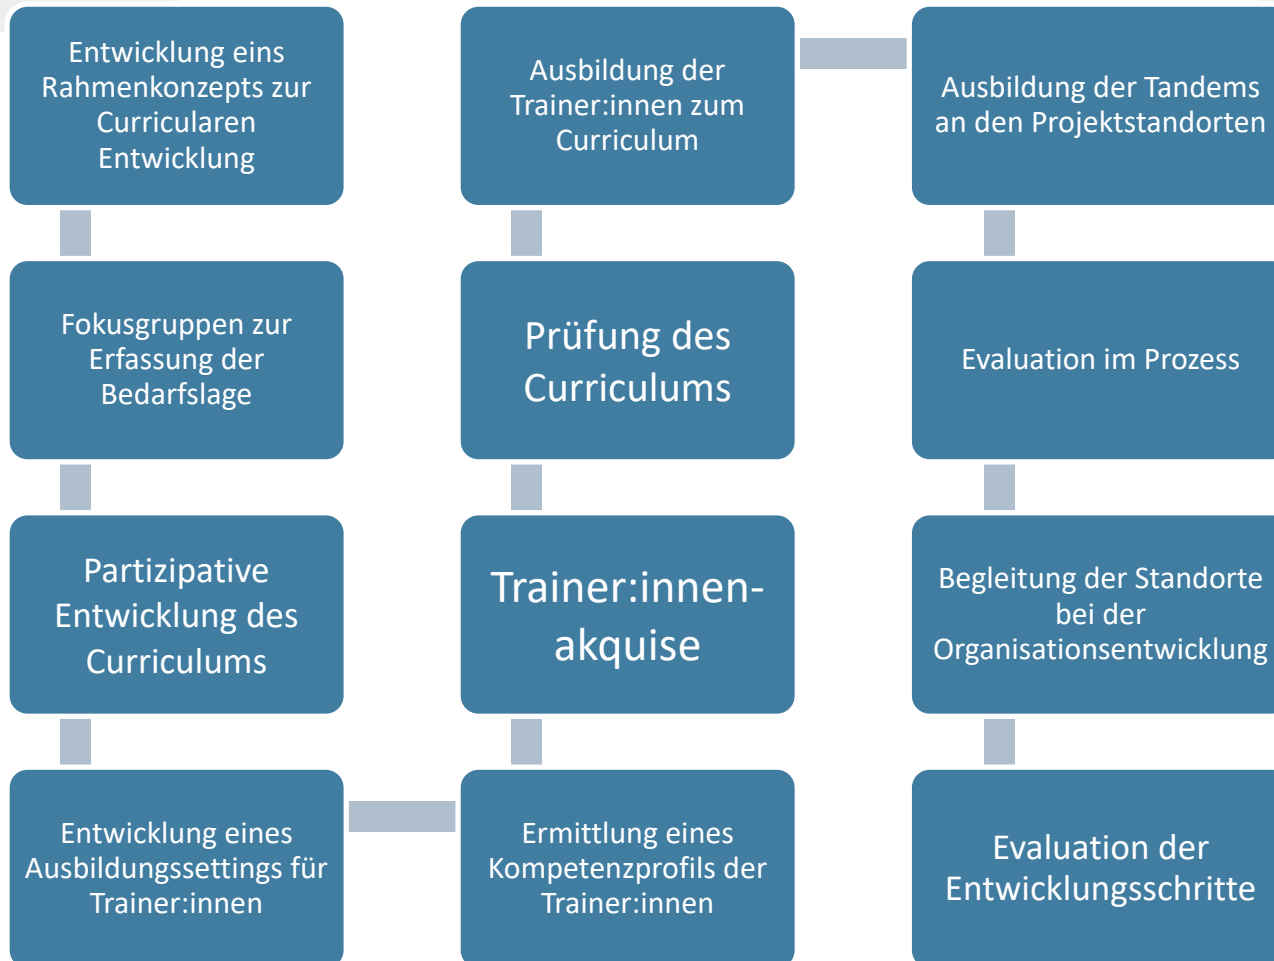 Entwicklung eins
Rahmenkonzepts zur
Curricularen
Entwicklung
Fokusgruppen zur
Erfassung der
Bedarfslage
Partizipative
Entwicklung des
Curriculums
Entwicklung eines
Ausbildungssettings für
Trainer:innen
Ermittlung eines
Kompetenzprofils der
Trainer:innen
Trainer:innen-
akquise
Prüfung des
Curriculums
Ausbildung der
Trainer:innen zum
Curriculum
Ausbildung der Tandems
an den Projektstandorten
Evaluation im Prozess
Begleitung der Standorte
bei der
Organisationsentwicklung
Evaluation der
Entwicklungsschritte